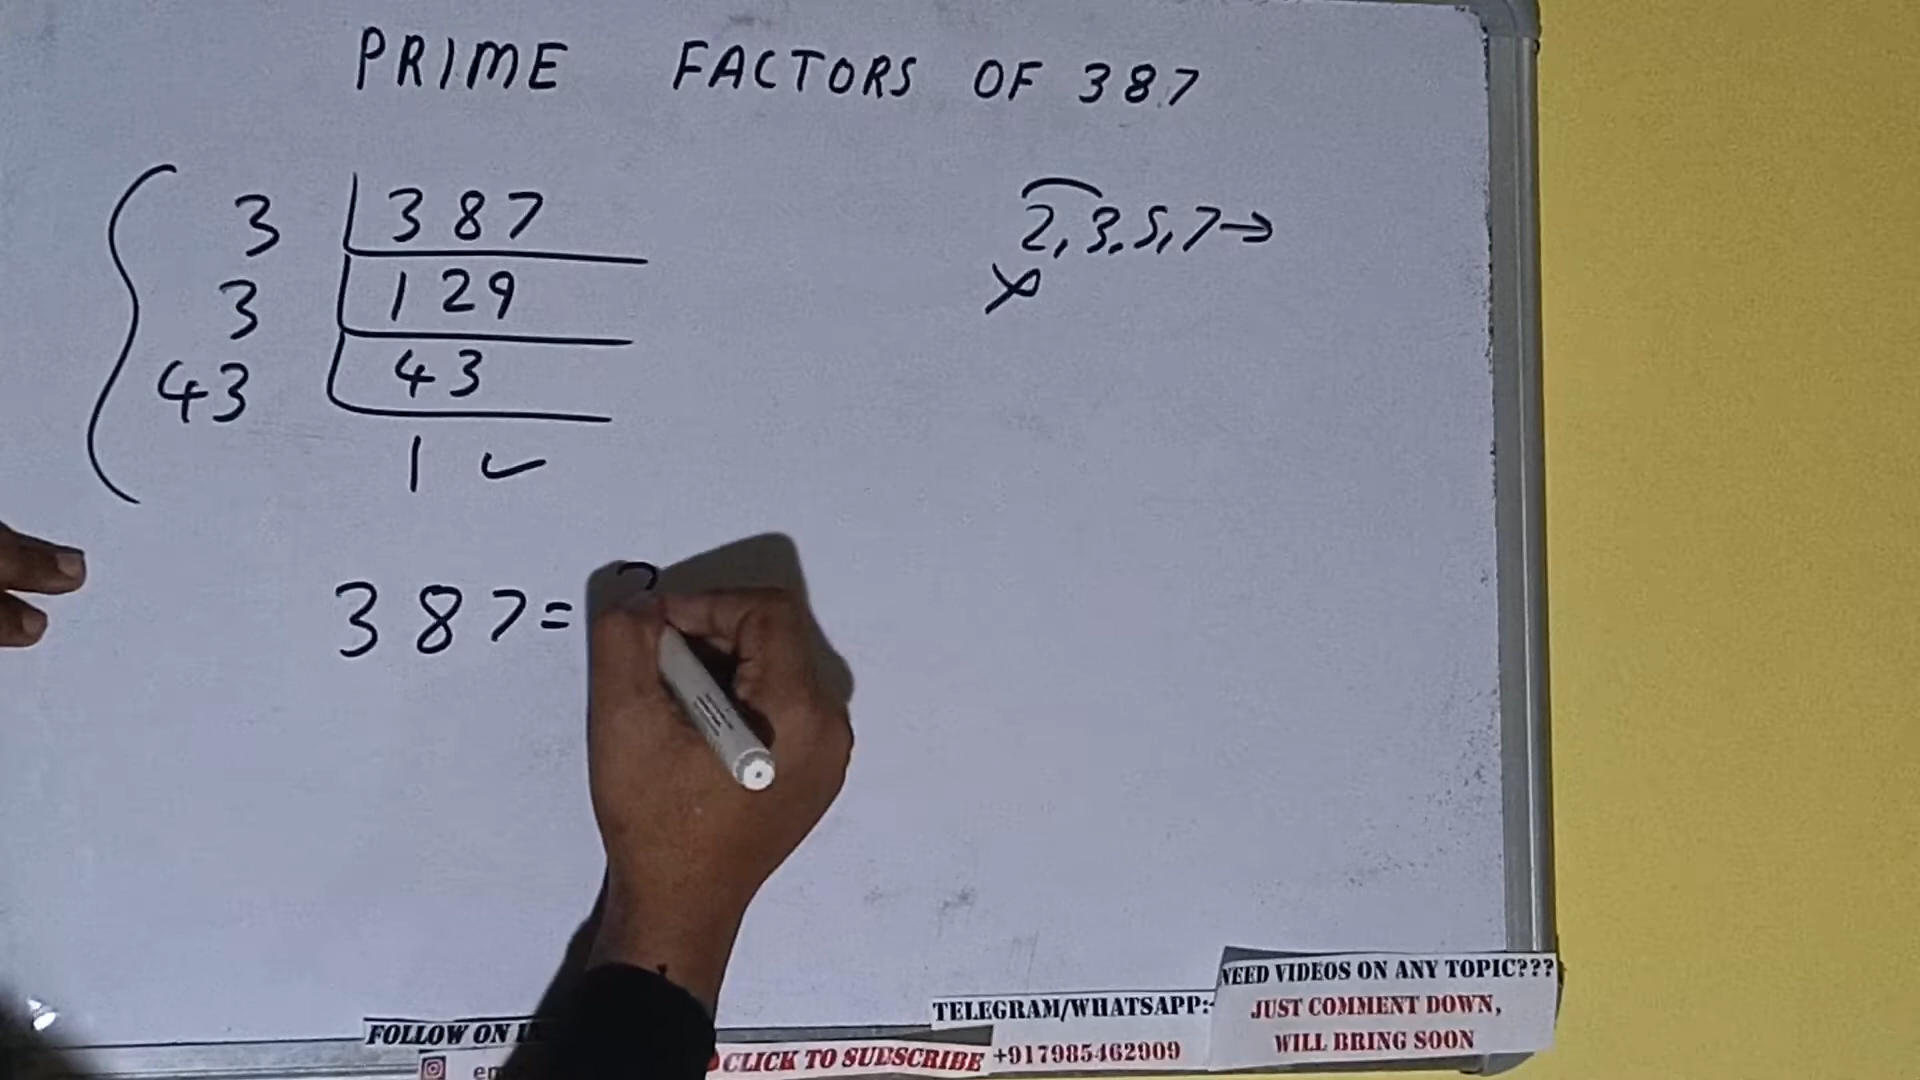 PRIME FACTORS OF 387
3 387
3 129
43 43
1 ✓
2, 3, 5, 7→
387=
NEED VIDEOS ON ANY TOPIC???
JUST COMMENT DOWN,
WILL BRING SOON
TELEGRAM/WHATSAPP:-
+917985462909
FOLLOW ON
CLICK TO SUBSCRIBE